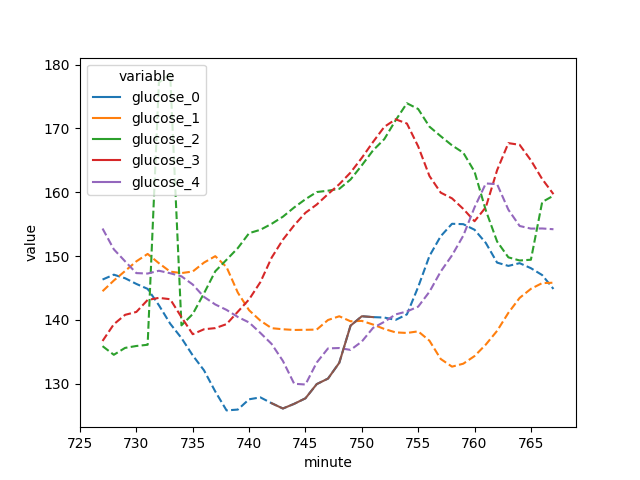 180
170
160
150
140
130
value
variable
glucose_0
glucose_1
glucose_2
glucose_3
glucose_4
725 730 735 740 745 750 755 760 765
minute